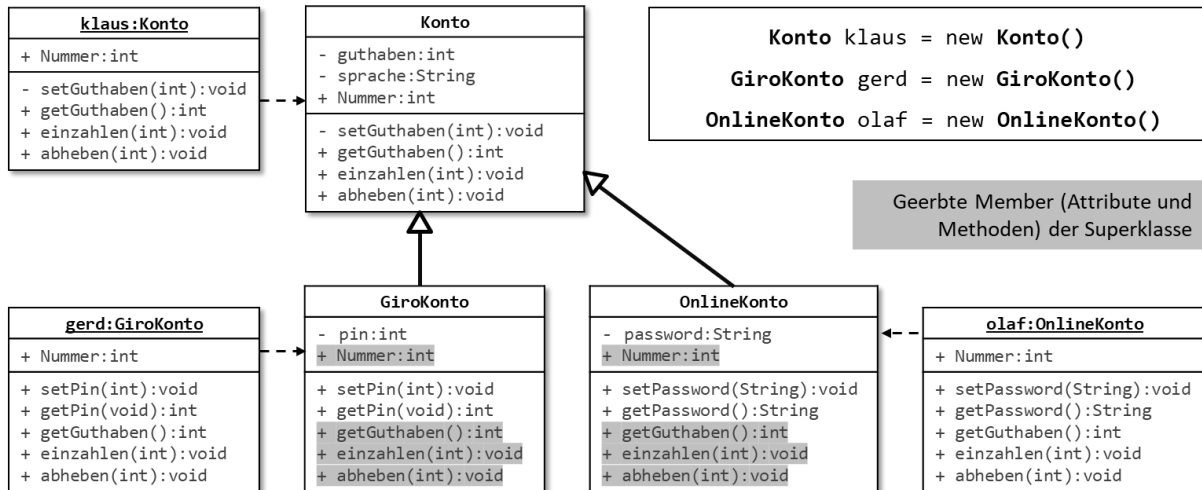 klaus:Konto
+ Nummer:int
- setGuthaben(int):void
+ getGuthaben():int
+ einzahlen(int):void
+ abheben(int):void
Konto
- guthaben:int
- sprache:String
+ Nummer:int
- setGuthaben(int):void
+ getGuthaben():int
+ einzahlen(int):void
+ abheben(int):void
Konto klaus = new Konto()
GiroKonto gerd = new GiroKonto()
OnlineKonto olaf = new OnlineKonto()
Geerbte Member (Attribute und
Methoden) der Superklasse
gerd:GiroKonto
+ Nummer:int
+ setPin(int):void
+ getPin(void):int
+ getGuthaben():int
+ einzahlen(int):void
+ abheben(int):void
GiroKonto
- pin:int
+ Nummer:int
+ setPin(int):void
+ getPin(void):int
+ getGuthaben():int
+ einzahlen(int):void
+ abheben(int):void
OnlineKonto
- password:String
+ Nummer:int
+ setPassword(String):void
+ getPassword():String
+ getGuthaben():int
+ einzahlen(int):void
+ abheben(int):void
olaf:OnlineKonto
+ Nummer:int
+ setPassword(String):void
+ getPassword():String
+ getGuthaben():int
+ einzahlen(int):void
+ abheben(int):void